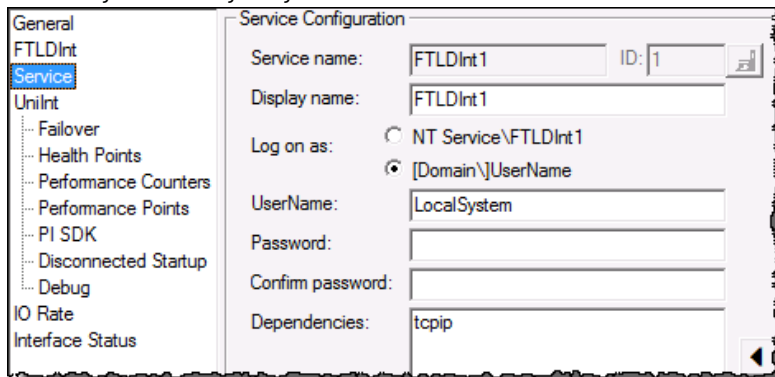 General
FTLDInt
Service
UniInt
Failover
Health Points
Performance Counters
Performance Points
PI SDK
Disconnected Startup
Debug
IO Rate
Interface Status
Service Configuration
Service name: FTLDInt1 ID: 1
Display name: FTLDInt1
Log on as: NT Service\FTLDInt1
[Domain\]UserName
UserName: LocalSystem
Password:
Confirm password:
Dependencies: tcpip